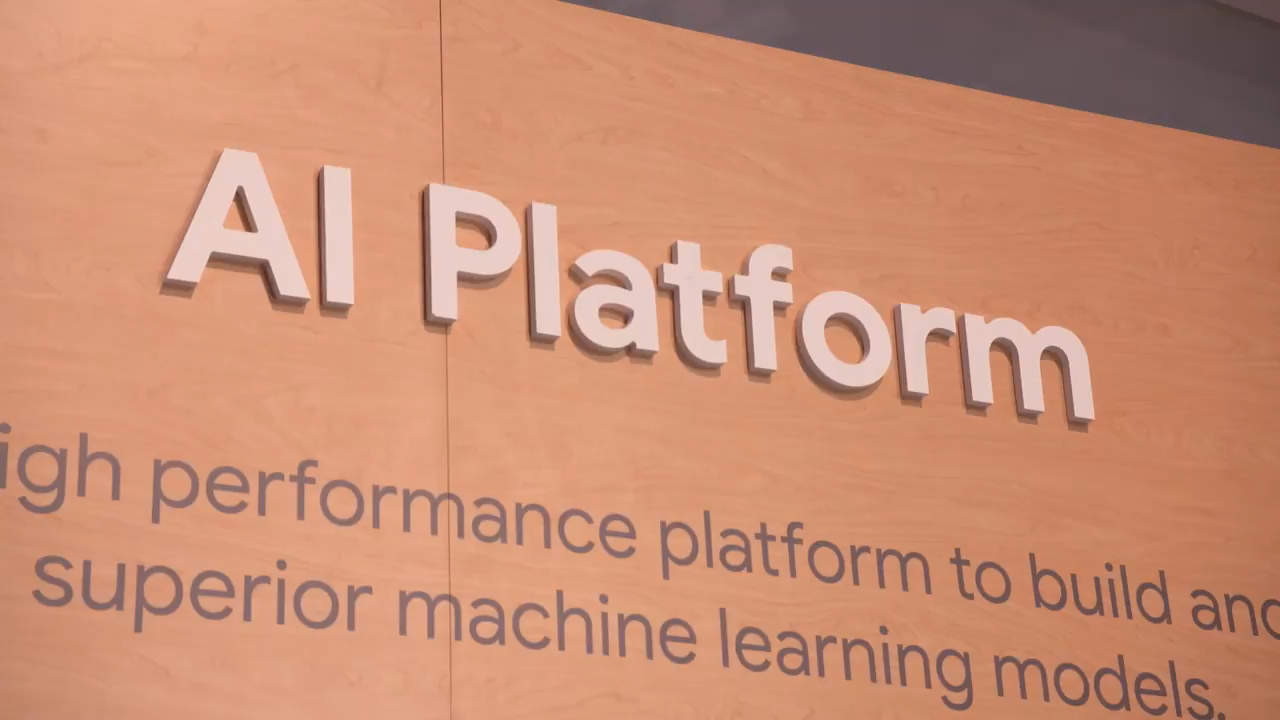 AI Platform
igh performance platform to build and
superior machine learning models.